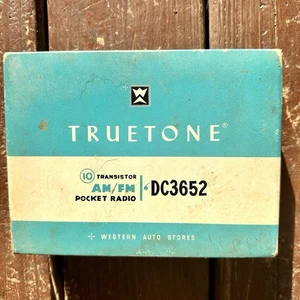 TRUETONE®
10 TRANSISTOR
AM/FM
POCKET RADIO
DC3652
WESTERN AUTO STORES